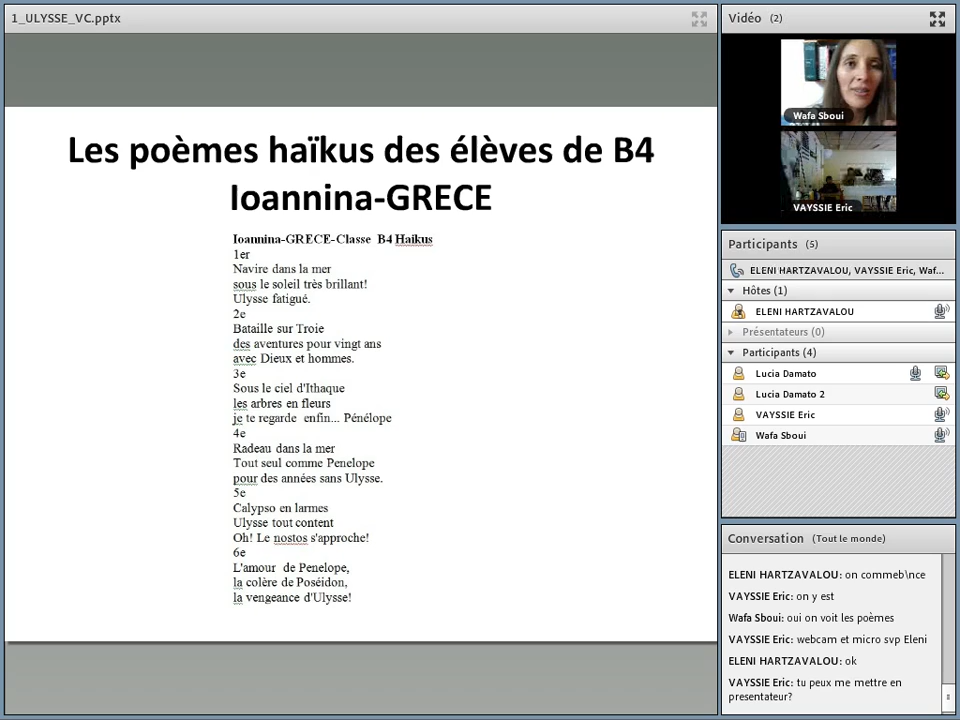 1_ULYSSE_VC.pptx
Les poèmes haïkus des élèves de B4
Ioannina-GRECE
Ioannina-GRECE-Classe B4 Haikus
1er
Navire dans la mer
sous le soleil très brillant!
Ulysse fatigué.
2e
Bataille sur Troie
des aventures pour vingt ans
avec Dieux et hommes.
3e
Sous le ciel d'Ithaque
les arbres en fleurs
je te regarde enfin... Pénélope
4e
Radeau dans la mer
Tout seul comme Penelope
pour des années sans Ulysse.
5e
Calypso en larmes
Ulysse tout content
Oh! Le nostos s'approche!
6e
L'amour de Penelope,
la colère de Poséidon,
la vengeance d'Ulysse!
Vidéo (2)
Wafa Sboui
VAYSSIE Eric
Participants (5)
ELENI HARTZAVALOU, VAYSSIE Eric, Waf...
Hôtes (1)
ELENI HARTZAVALOU
Présentateurs (0)
Participants (4)
Lucia Damato
Lucia Damato 2
VAYSSIE Eric
Wafa Sboui
Conversation (Tout le monde)
ELENI HARTZAVALOU: on commeb\nce
VAYSSIE Eric: on y est
Wafa Sboui: oui on voit les poèmes
VAYSSIE Eric: webcam et micro svp Eleni
ELENI HARTZAVALOU: ok
VAYSSIE Eric: tu peux me mettre en
presentateur?